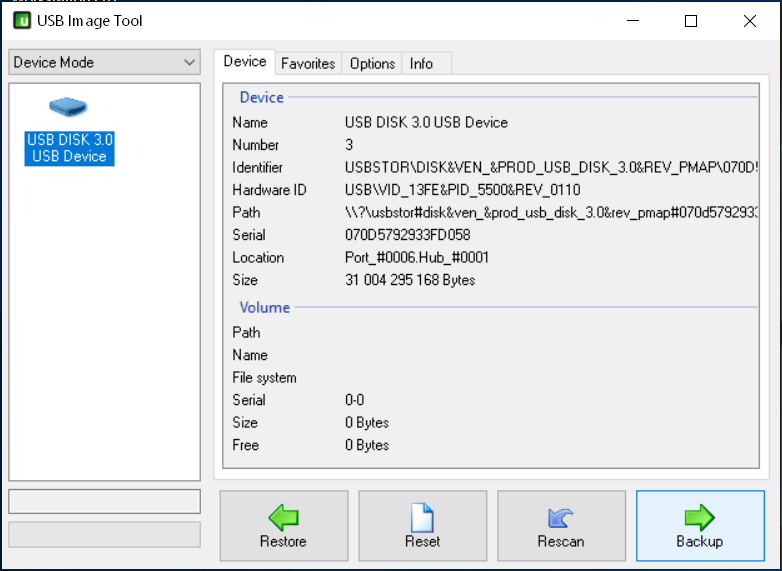 USB Image Tool
Device Mode
USB DISK 3.0
USB Device
Device Favorites Options Info
Device
Name USB DISK 3.0 USB Device
Number 3
Identifier USBSTOR\DISK&VEN_&PROD_USB_DISK_3.0&REV_PMAP\070D5
Hardware ID USB\VID_13FE&PID_5500&REV_0110
Path \\?\usbstor#disk&ven_&prod_usb_disk_3.0&rev_pmap#070d5792933
Serial 070D5792933FD058
Location Port_#0006.Hub_#0001
Size 31 004 295 168 Bytes
Volume
Path
Name
File system
Serial 0-0
Size 0 Bytes
Free 0 Bytes
Restore Reset Rescan Backup